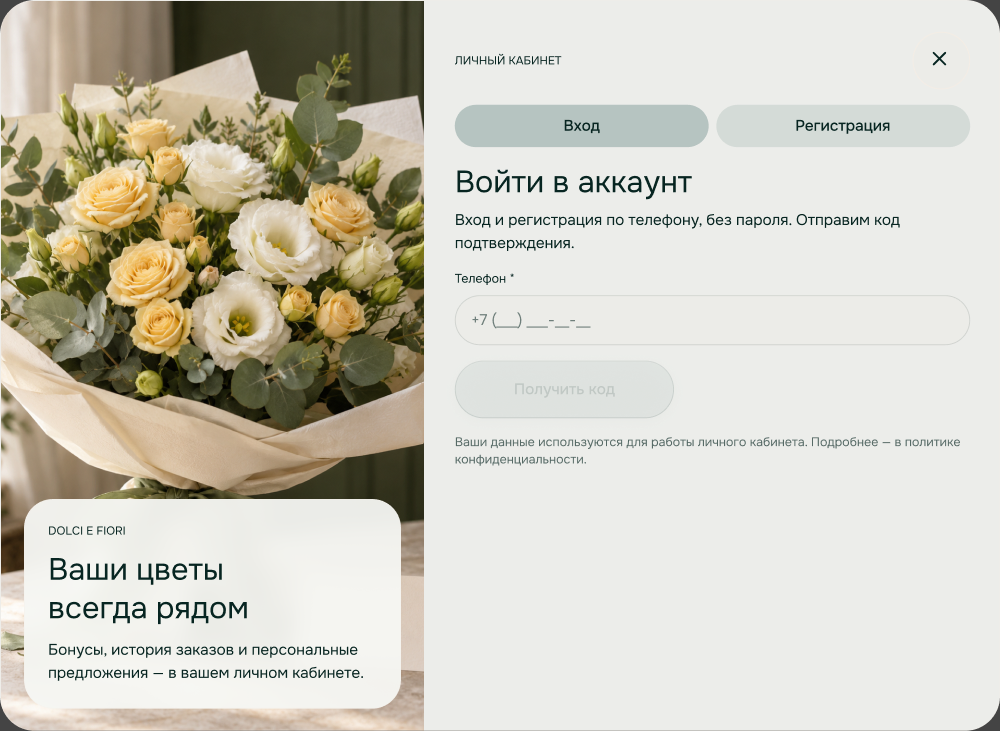 ЛИЧНЫЙ КАБИНЕТ
Вход
Регистрация
Войти в аккаунт
Вход и регистрация по телефону, без пароля. Отправим код
подтверждения.
Телефон *
+7 (___) ___-__-__
Получить код
Ваши данные используются для работы личного кабинета. Подробнее — в политике
конфиденциальности.
DOLCI E FIORI
Ваши цветы
всегда рядом
Бонусы, история заказов и персональные
предложения — в вашем личном кабинете.